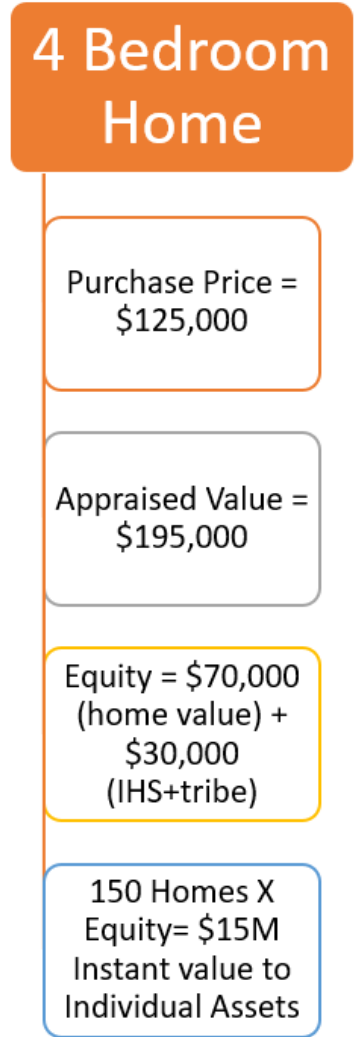 4 Bedroom
Home
Purchase Price =
$125,000
Appraised Value =
$195,000
Equity = $70,000
(home value) +
$30,000
(IHS+tribe)
150 Homes X
Equity= $15M
Instant value to
Individual Assets